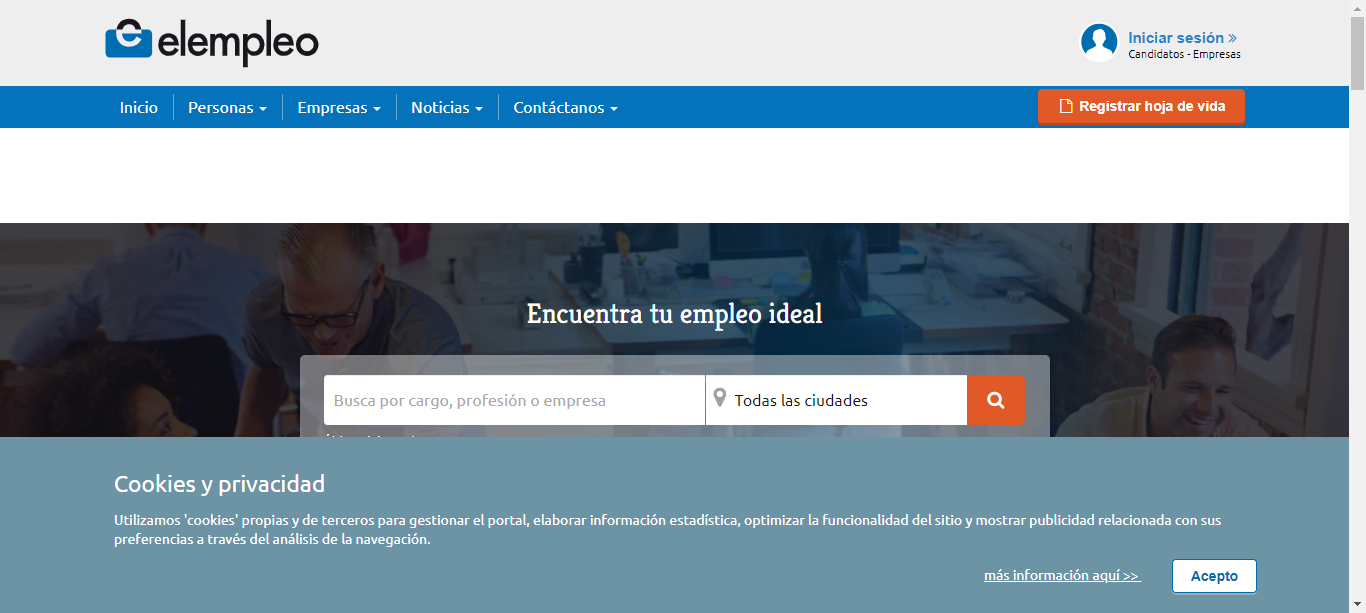 elempleo
Iniciar sesión »
Candidatos - Empresas
Inicio
Personas
Empresas
Noticias
Contáctanos
Registrar hoja de vida
Encuentra tu empleo ideal
Busca por cargo, profesión o empresa
Todas las ciudades
Cookies y privacidad
Utilizamos 'cookies' propias y de terceros para gestionar el portal, elaborar información estadística, optimizar la funcionalidad del sitio y mostrar publicidad relacionada con sus
preferencias a través del análisis de la navegación.
más información aquí >>
Acepto